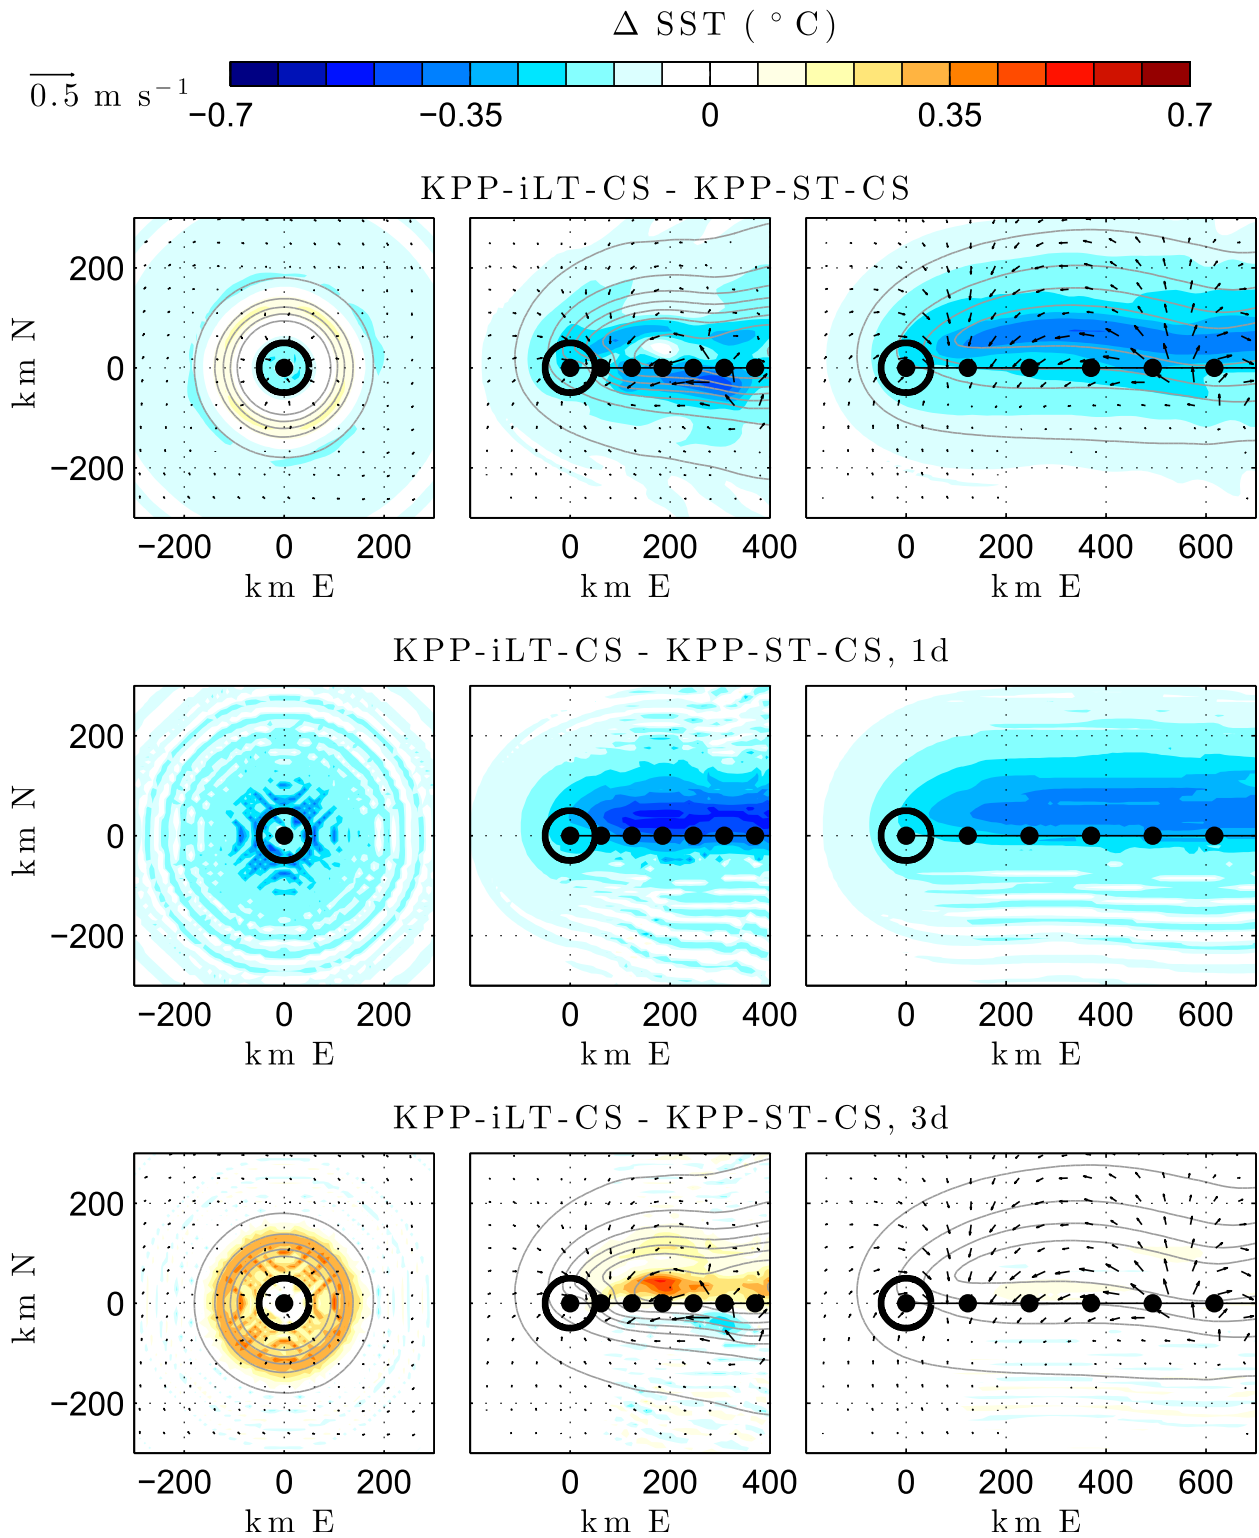 Δ SST ( ° C)
0.5 m s⁻¹
−0.7 −0.35 0 0.35 0.7
KPP-iLT-CS - KPP-ST-CS
km N
200
0
−200
−200 0 200 0 200 400 0 200 400 600
km E km E km E
KPP-iLT-CS - KPP-ST-CS, 1d
km N
200
0
−200
−200 0 200 0 200 400 0 200 400 600
km E km E km E
KPP-iLT-CS - KPP-ST-CS, 3d
km N
200
0
−200
−200 0 200 0 200 400 0 200 400 600
km E km E km E